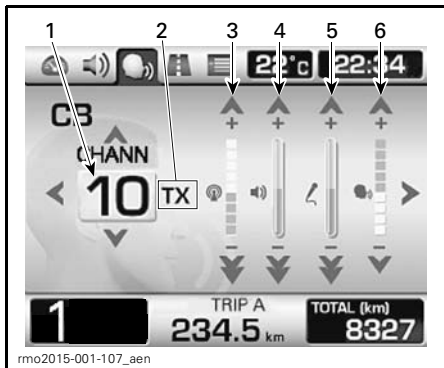 1 2 3 4 5 6
22°c 22:34
CB
+ + + +
CHANN
10 TX
- - - -
1
TRIP A
234.5 km
TOTAL (km)
8327
rmo2015-001-107_aen